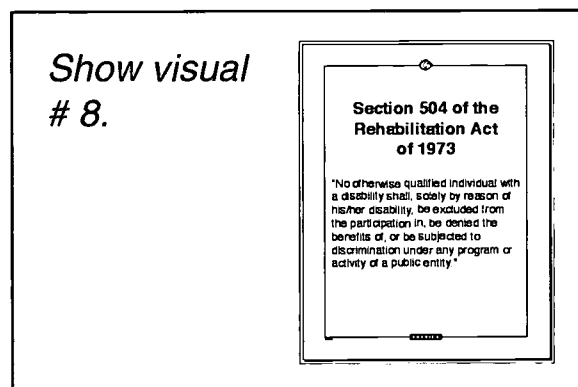 Show visual
# 8.
Section 504 of the
Rehabilitation Act
of 1973
"No otherwise qualified individual with
a disability shall, solely by reason of
his/her disability, be excluded from
the participation in, be denied the
benefits of, or be subjected to
discrimination under any program or
activity of a public entity."